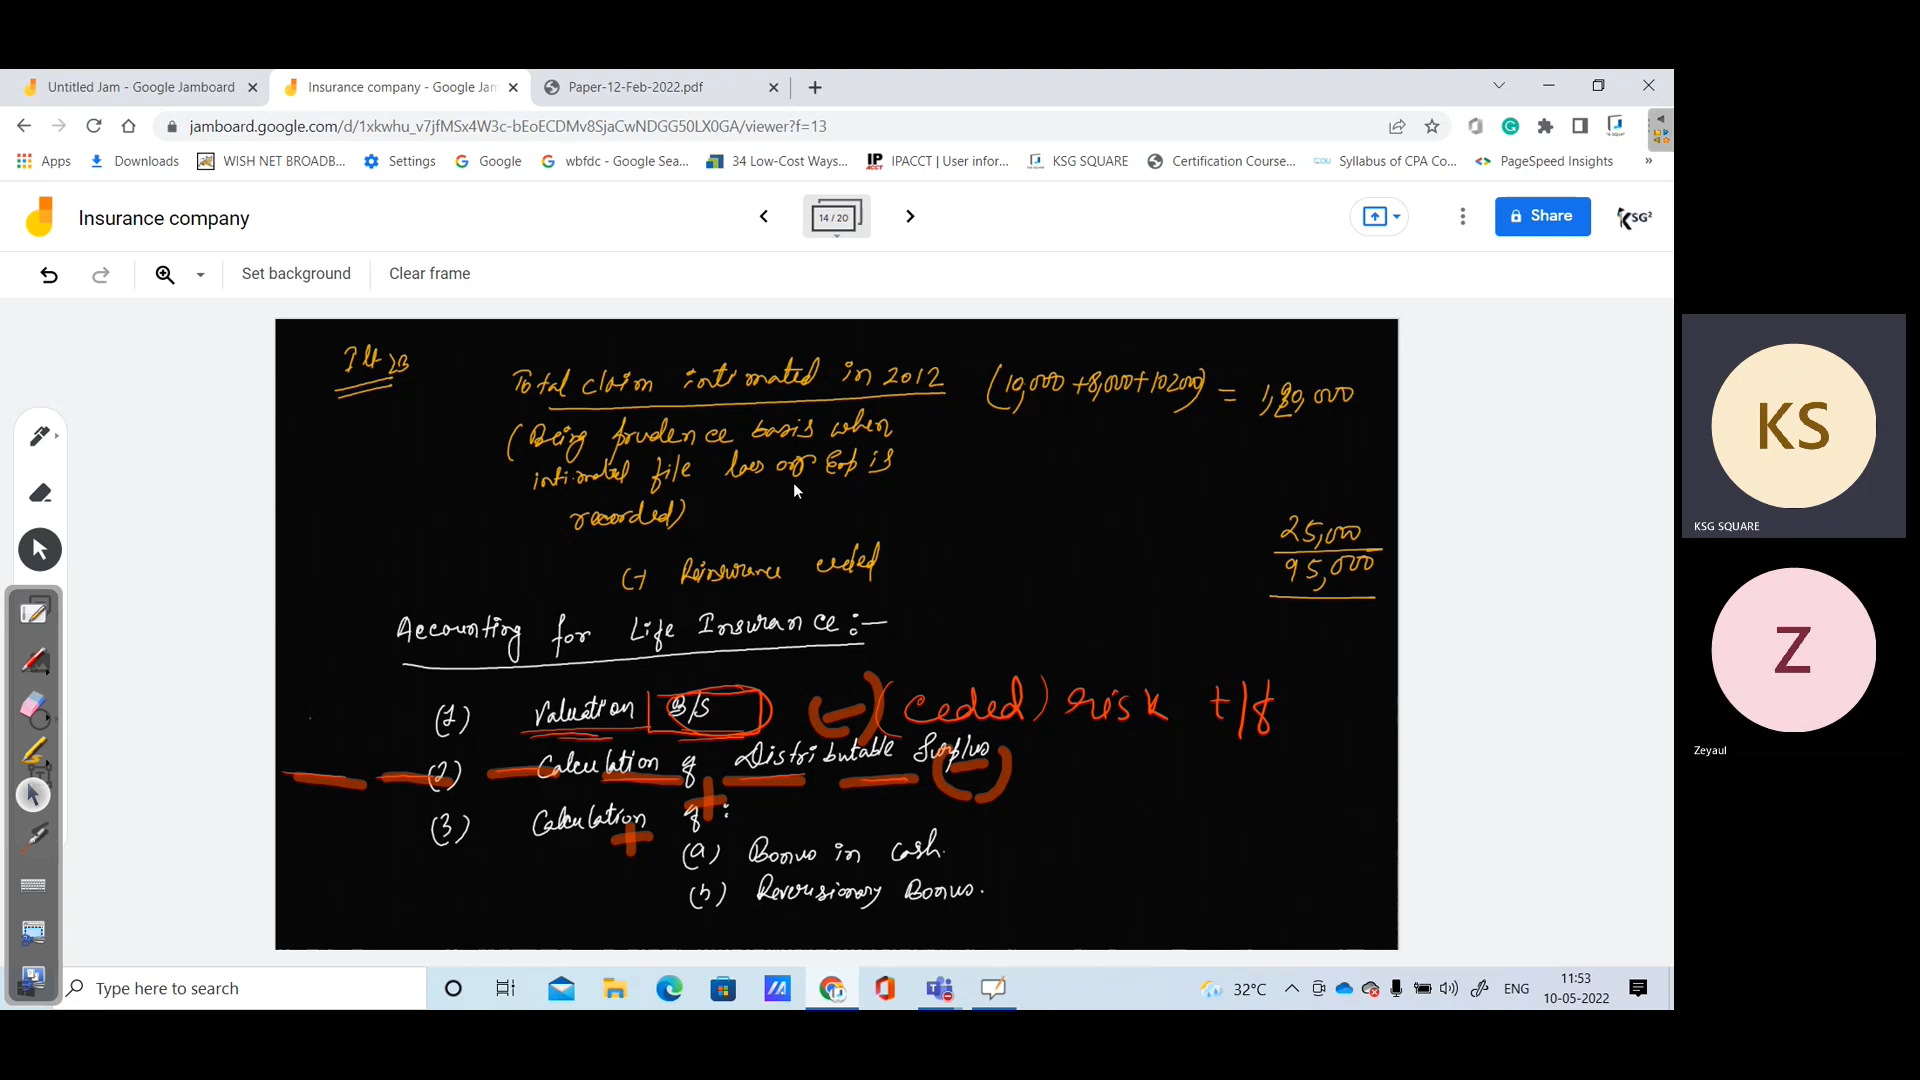 Untitled Jam - Google Jamboard
Insurance company - Google Jam
Paper-12-Feb-2022.pdf
jamboard.google.com/d/1xkwhu_v7jfMSx4W3c-bEoECDMv8SjaCwNDGG50LX0GA/viewer?f=13
Apps
Downloads
WISH NET BROADB...
Settings
Google
wbfdc - Google Sea...
34 Low-Cost Ways...
IPACCT | User infor...
KSG SQUARE
Certification Course...
Syllabus of CPA Co...
PageSpeed Insights
»
Insurance company
14 / 20
Share
KSG²
Set background
Clear frame
Total claim intimated in 2012 (10,000 + 8,000 + 102000) = 1,20,000
(Being prudence basis when
intimated file loss or Exp is
recorded)
25,000
(-) Reinsurance ceded
95,000
Accounting for Life Insurance:-
(1) Valuation B/S (-) (ceded) risk t/f
(2) Calculation of Distributable Surplus (-)
(3) Calculation of :
(a) Bonus in cash.
(b) Reversionary Bonus.
KS
KSG SQUARE
Z
Zeyaul
Type here to search
32°C
ENG
11:53
10-05-2022